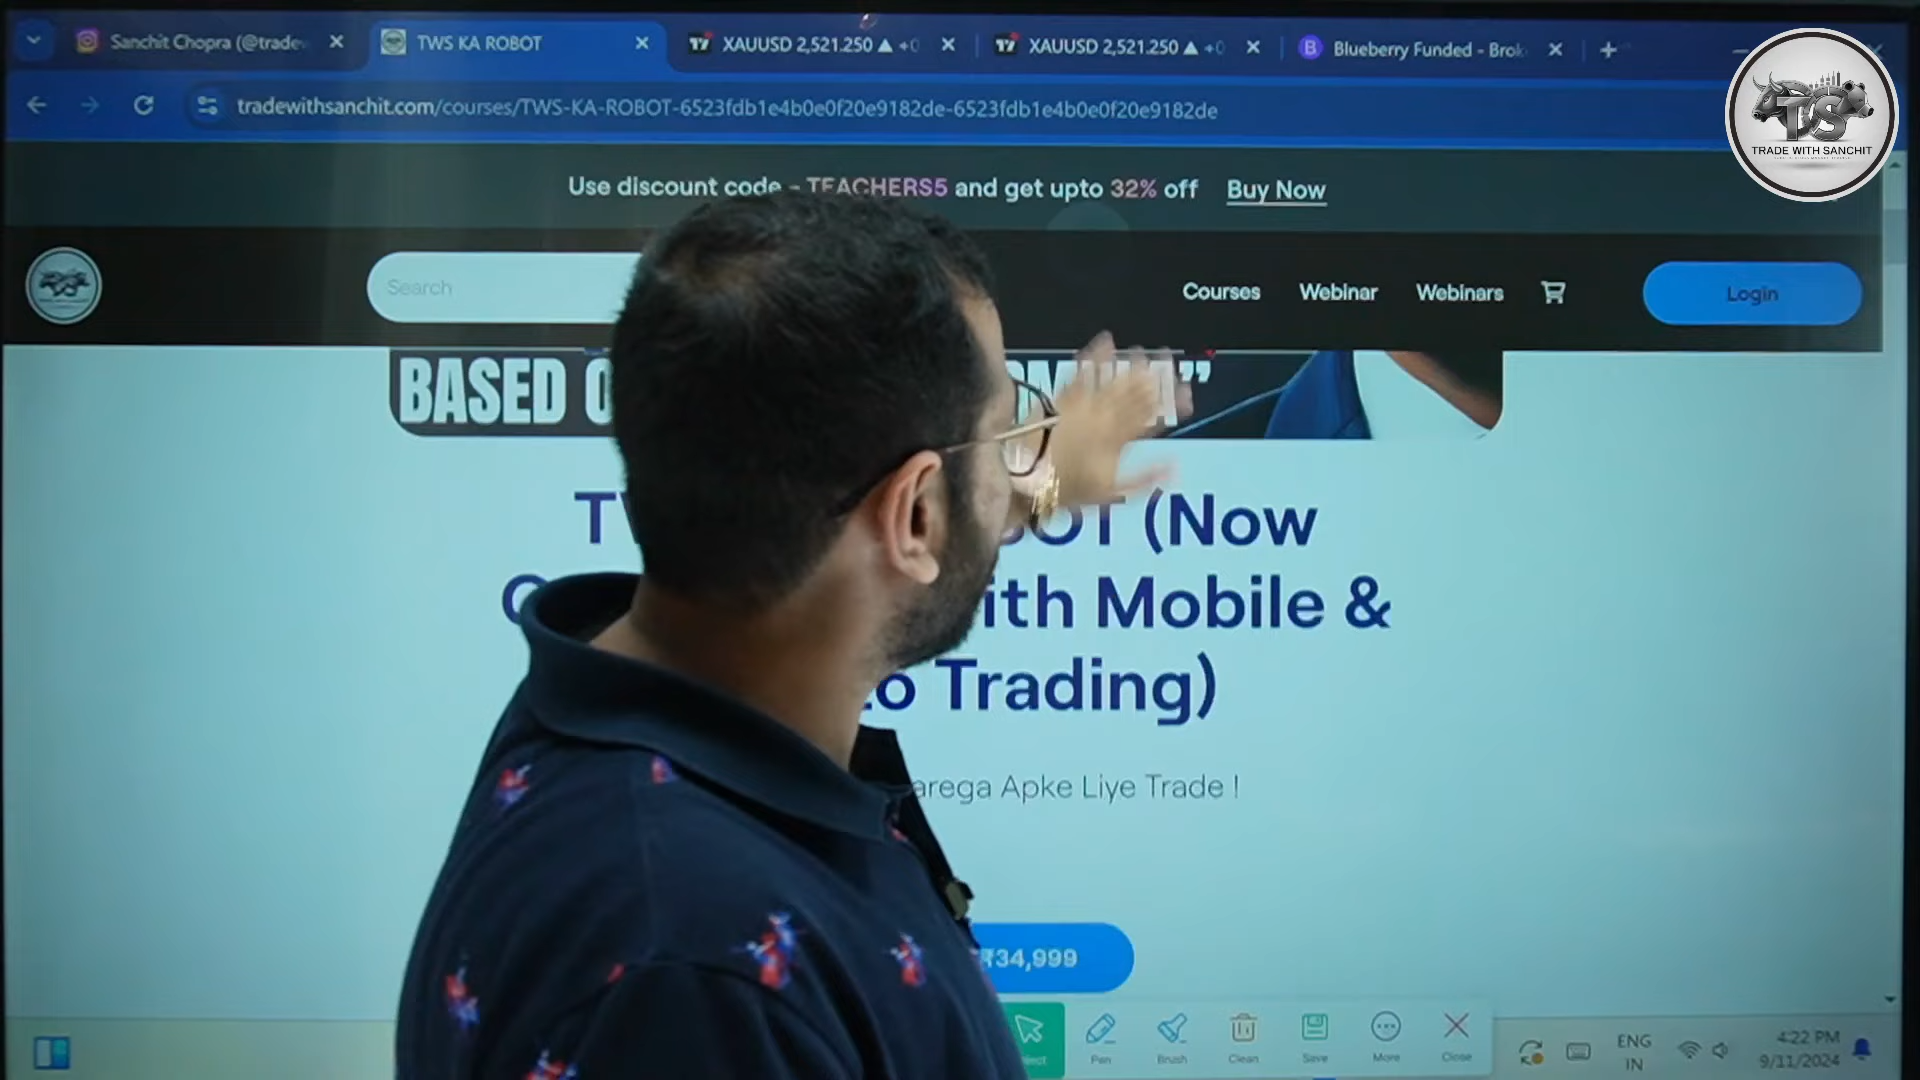 Sanchit Chopra (@tradew
TWS KA ROBOT
XAUUSD 2,521.250 ▲ +0
XAUUSD 2,521.250 ▲ +0
Blueberry Funded - Brok
tradewithsanchit.com/courses/TWS-KA-ROBOT-6523fdb1e4b0e0f20e9182de-6523fdb1e4b0e0f20e9182de
TRADE WITH SANCHIT
Use discount code - TEACHERS5 and get upto 32% off Buy Now
Search
Courses
Webinar
Webinars
Login
BASED
(Now
ith Mobile &
Trading)
arega Apke Liye Trade !
₹34,999
Pen
Brush
Clean
Save
More
Close
ENG
IN
4:22 PM
9/11/2024